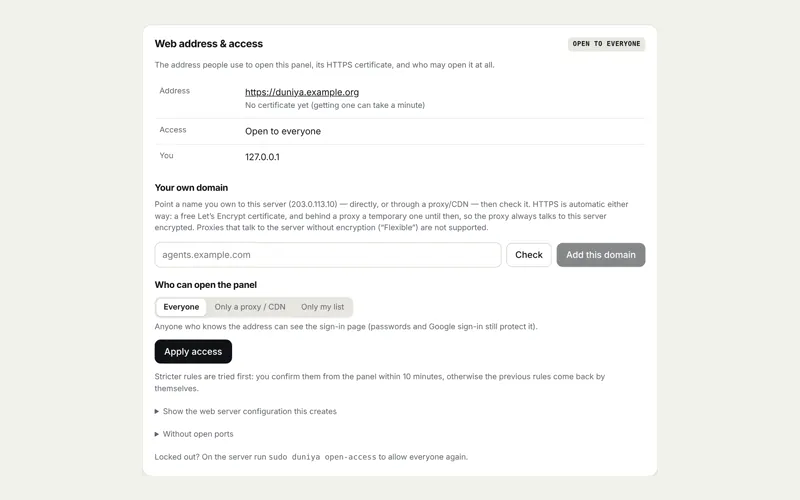 Web address & access
OPEN TO EVERYONE
The address people use to open this panel, its HTTPS certificate, and who may open it at all.
Address
https://duniya.example.org
No certificate yet (getting one can take a minute)
Access
Open to everyone
You
127.0.0.1
Your own domain
Point a name you own to this server (203.0.113.10) — directly, or through a proxy/CDN — then check it. HTTPS is automatic either
way: a free Let’s Encrypt certificate, and behind a proxy a temporary one until then, so the proxy always talks to this server
encrypted. Proxies that talk to the server without encryption (“Flexible”) are not supported.
agents.example.com
Check
Add this domain
Who can open the panel
Everyone
Only a proxy / CDN
Only my list
Anyone who knows the address can see the sign-in page (passwords and Google sign-in still protect it).
Apply access
Stricter rules are tried first: you confirm them from the panel within 10 minutes, otherwise the previous rules come back by
themselves.
Show the web server configuration this creates
Without open ports
Locked out? On the server run sudo duniya open-access to allow everyone again.